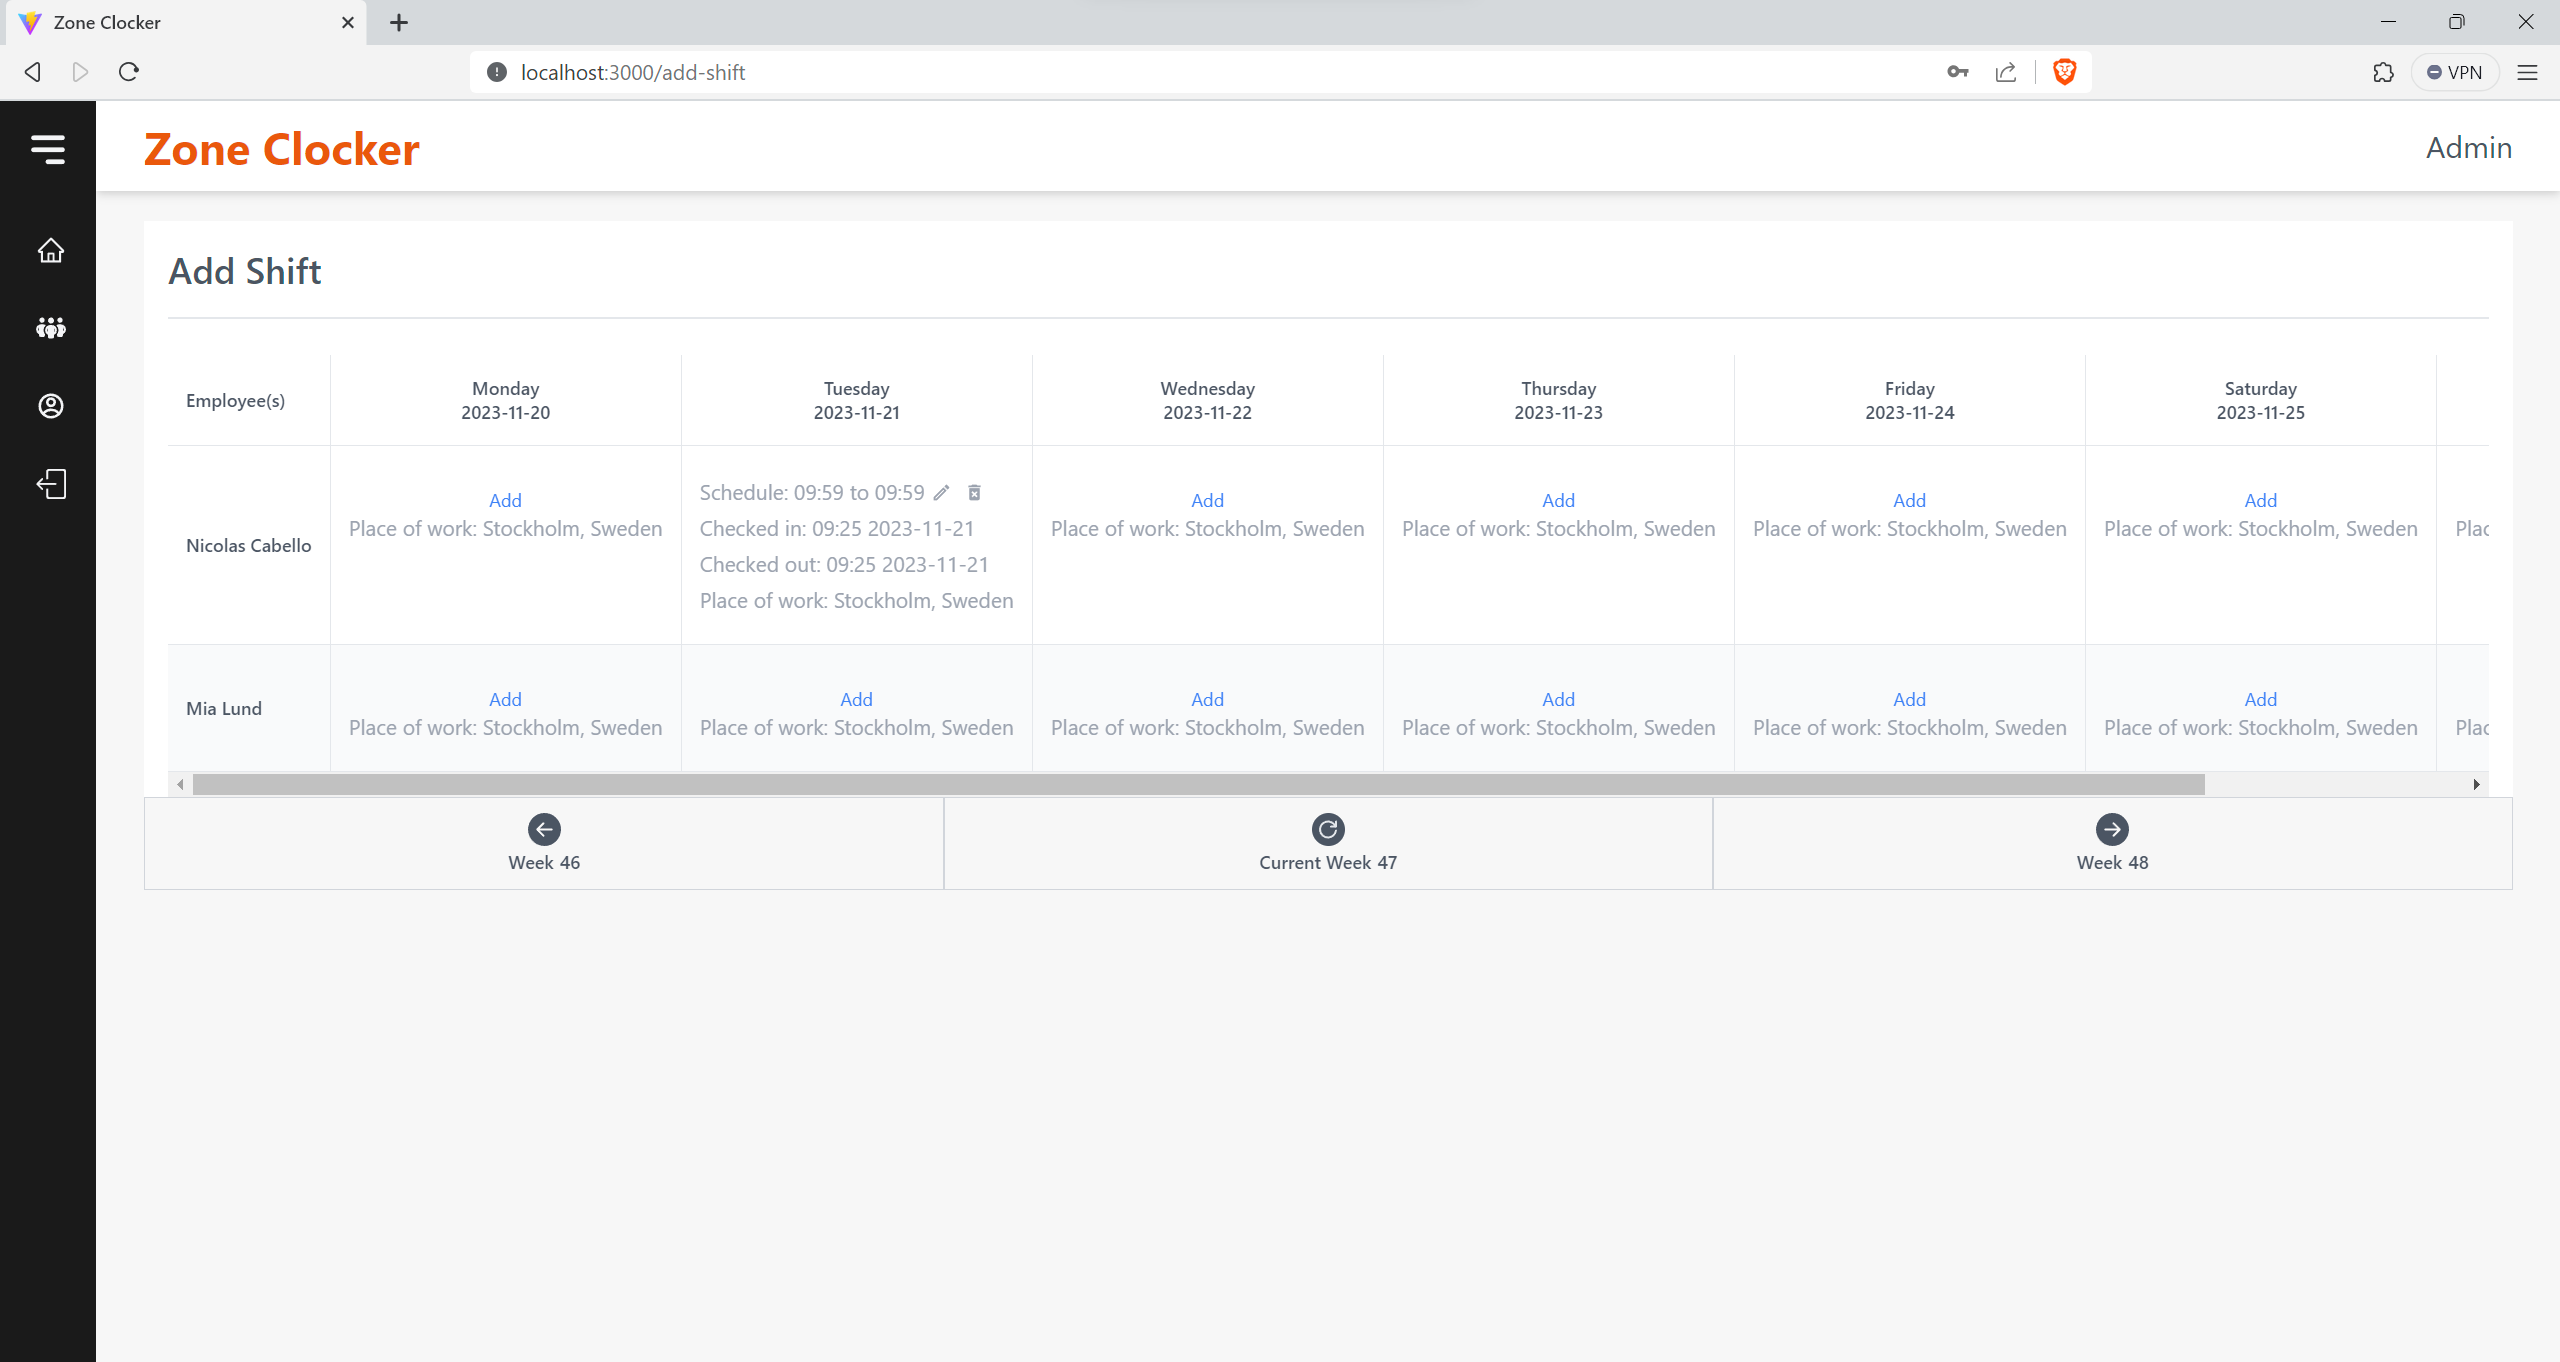 Zone Clocker
localhost:3000/add-shift
VPN
Zone Clocker
Admin
Add Shift
Employee(s)
Monday
2023-11-20
Tuesday
2023-11-21
Wednesday
2023-11-22
Thursday
2023-11-23
Friday
2023-11-24
Saturday
2023-11-25
Nicolas Cabello
Add
Place of work: Stockholm, Sweden
Schedule: 09:59 to 09:59
Checked in: 09:25 2023-11-21
Checked out: 09:25 2023-11-21
Place of work: Stockholm, Sweden
Add
Place of work: Stockholm, Sweden
Add
Place of work: Stockholm, Sweden
Add
Place of work: Stockholm, Sweden
Add
Place of work: Stockholm, Sweden
Plac
Mia Lund
Add
Place of work: Stockholm, Sweden
Add
Place of work: Stockholm, Sweden
Add
Place of work: Stockholm, Sweden
Add
Place of work: Stockholm, Sweden
Add
Place of work: Stockholm, Sweden
Add
Place of work: Stockholm, Sweden
Plac
Week 46
Current Week 47
Week 48